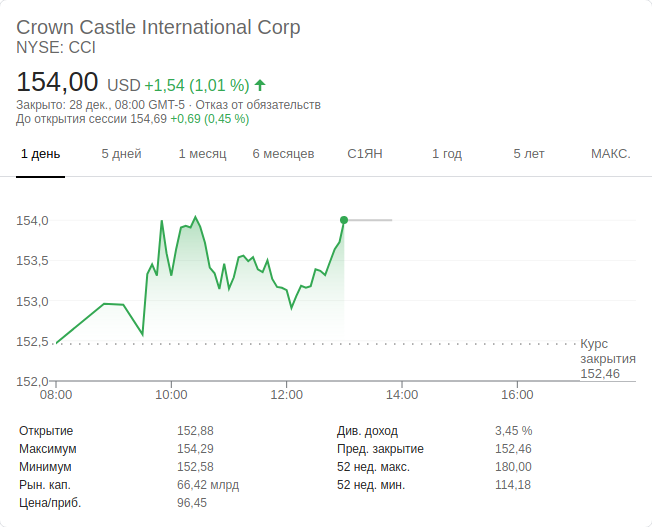 Crown Castle International Corp
NYSE: CCI
154,00 USD +1,54 (1,01 %)
Закрыто: 28 дек., 08:00 GMT-5 · Отказ от обязательств
До открытия сессии 154,69 +0,69 (0,45 %)
1 день 5 дней 1 месяц 6 месяцев С1ЯН 1 год 5 лет МАКС.
154,0
153,5
153,0
152,5
Курс
закрытия
152,46
152,0
08:00 10:00 12:00 14:00 16:00
Открытие 152,88 Див. доход 3,45 %
Максимум 154,29 Пред. закрытие 152,46
Минимум 152,58 52 нед. макс. 180,00
Рын. кап. 66,42 млрд 52 нед. мин. 114,18
Цена/приб. 96,45